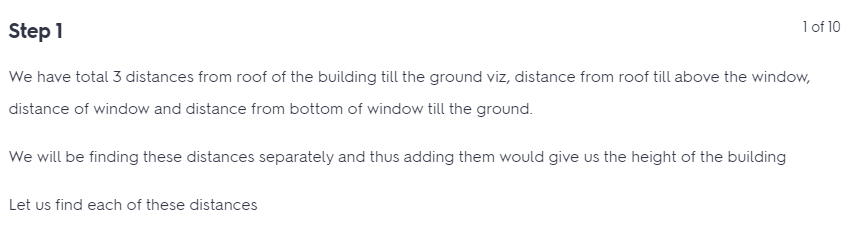 Step 1
1 of 10
We have total 3 distances from roof of the building till the ground viz, distance from roof till above the window,
distance of window and distance from bottom of window till the ground.
We will be finding these distances separately and thus adding them would give us the height of the building
Let us find each of these distances